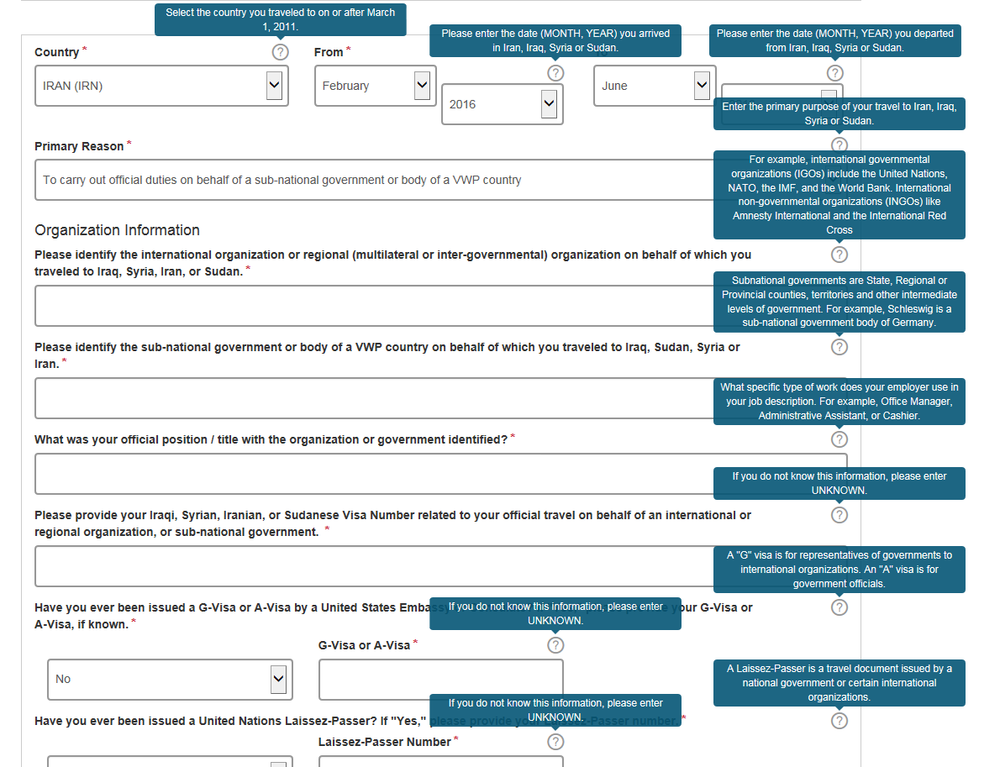 Select the country you traveled to on or after March
1, 2011.
Please enter the date (MONTH, YEAR) you arrived
in Iran, Iraq, Syria or Sudan.
Please enter the date (MONTH, YEAR) you departed
from Iran, Iraq, Syria or Sudan.
Country * ?
From *
?
?
IRAN (IRN)
February
2016
June
Enter the primary purpose of your travel to Iran, Iraq,
Syria or Sudan.
Primary Reason * ?
To carry out official duties on behalf of a sub-national government or body of a VWP country
For example, international governmental
organizations (IGOs) include the United Nations,
NATO, the IMF, and the World Bank. International
non-governmental organizations (INGOs) like
Amnesty International and the International Red
Cross
Organization Information
Please identify the international organization or regional (multilateral or inter-governmental) organization on behalf of which you ?
traveled to Iraq, Syria, Iran, or Sudan. *
Subnational governments are State, Regional or
Provincial counties, territories and other intermediate
levels of government. For example, Schleswig is a
sub-national government body of Germany.
Please identify the sub-national government or body of a VWP country on behalf of which you traveled to Iraq, Sudan, Syria or ?
Iran. *
What specific type of work does your employer use in
your job description. For example, Office Manager,
Administrative Assistant, or Cashier.
What was your official position / title with the organization or government identified? * ?
If you do not know this information, please enter
UNKNOWN.
Please provide your Iraqi, Syrian, Iranian, or Sudanese Visa Number related to your official travel on behalf of an international or ?
regional organization, or sub-national government. *
A "G" visa is for representatives of governments to
international organizations. An "A" visa is for
government officials.
Have you ever been issued a G-Visa or A-Visa by a United States Embassy your G-Visa or ?
A-Visa, if known. *
If you do not know this information, please enter
UNKNOWN.
G-Visa or A-Visa * ?
No
A Laissez-Passer is a travel document issued by a
national government or certain international
organizations.
If you do not know this information, please enter
UNKNOWN.
Have you ever been issued a United Nations Laissez-Passer? If "Yes," please provide your Laissez-Passer number. * ?
Laissez-Passer Number * ?